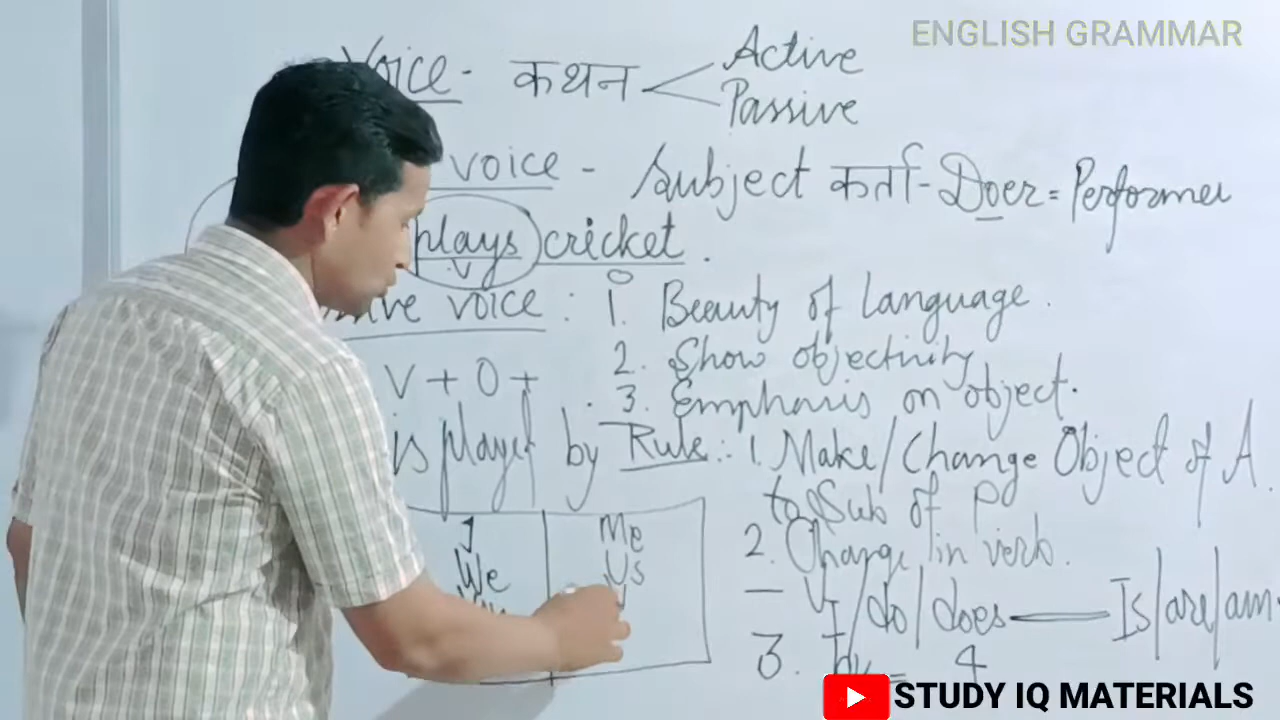 ENGLISH GRAMMAR
Voice - कथन < Active
Passive
voice - Subject कर्ता - Doer = Performer
plays cricket.
V O
voice : 1. Beauty of Language.
2. Show objectivity
3. Emphasis on object.
V + O +
is played by
Rule :- 1. Make/Change Object of A
to Sub of P
2. Change in verb.
- VI/do/does — Is/are/am
3. by = 4
I Me
We Us
STUDY IQ MATERIALS